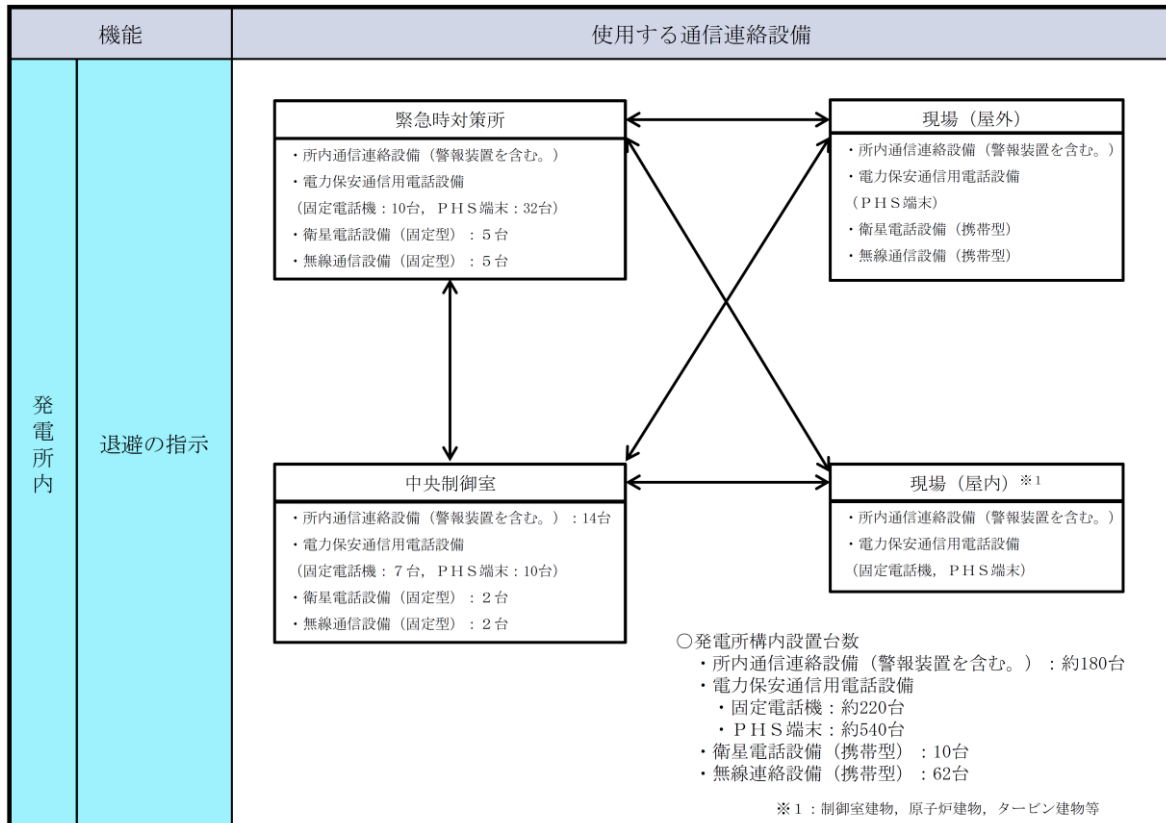 機能
使用する通信連絡設備
発電所内
退避の指示
緊急時対策所
・所内通信連絡設備（警報装置を含む。）
・電力保安通信用電話設備
（固定電話機：10台，ＰＨＳ端末：32台）
・衛星電話設備（固定型）：５台
・無線通信設備（固定型）：５台
現場（屋外）
・所内通信連絡設備（警報装置を含む。）
・電力保安通信用電話設備
（ＰＨＳ端末）
・衛星電話設備（携帯型）
・無線通信設備（携帯型）
中央制御室
・所内通信連絡設備（警報装置を含む。）：14台
・電力保安通信用電話設備
（固定電話機：７台，ＰＨＳ端末：10台）
・衛星電話設備（固定型）：２台
・無線通信設備（固定型）：２台
現場（屋内）※1
・所内通信連絡設備（警報装置を含む。）
・電力保安通信用電話設備
（固定電話機，ＰＨＳ端末）
○発電所構内設置台数
・所内通信連絡設備（警報装置を含む。）：約180台
・電力保安通信用電話設備
・固定電話機：約220台
・ＰＨＳ端末：約540台
・衛星電話設備（携帯型）：10台
・無線連絡設備（携帯型）：62台
※１：制御室建物，原子炉建物，タービン建物等